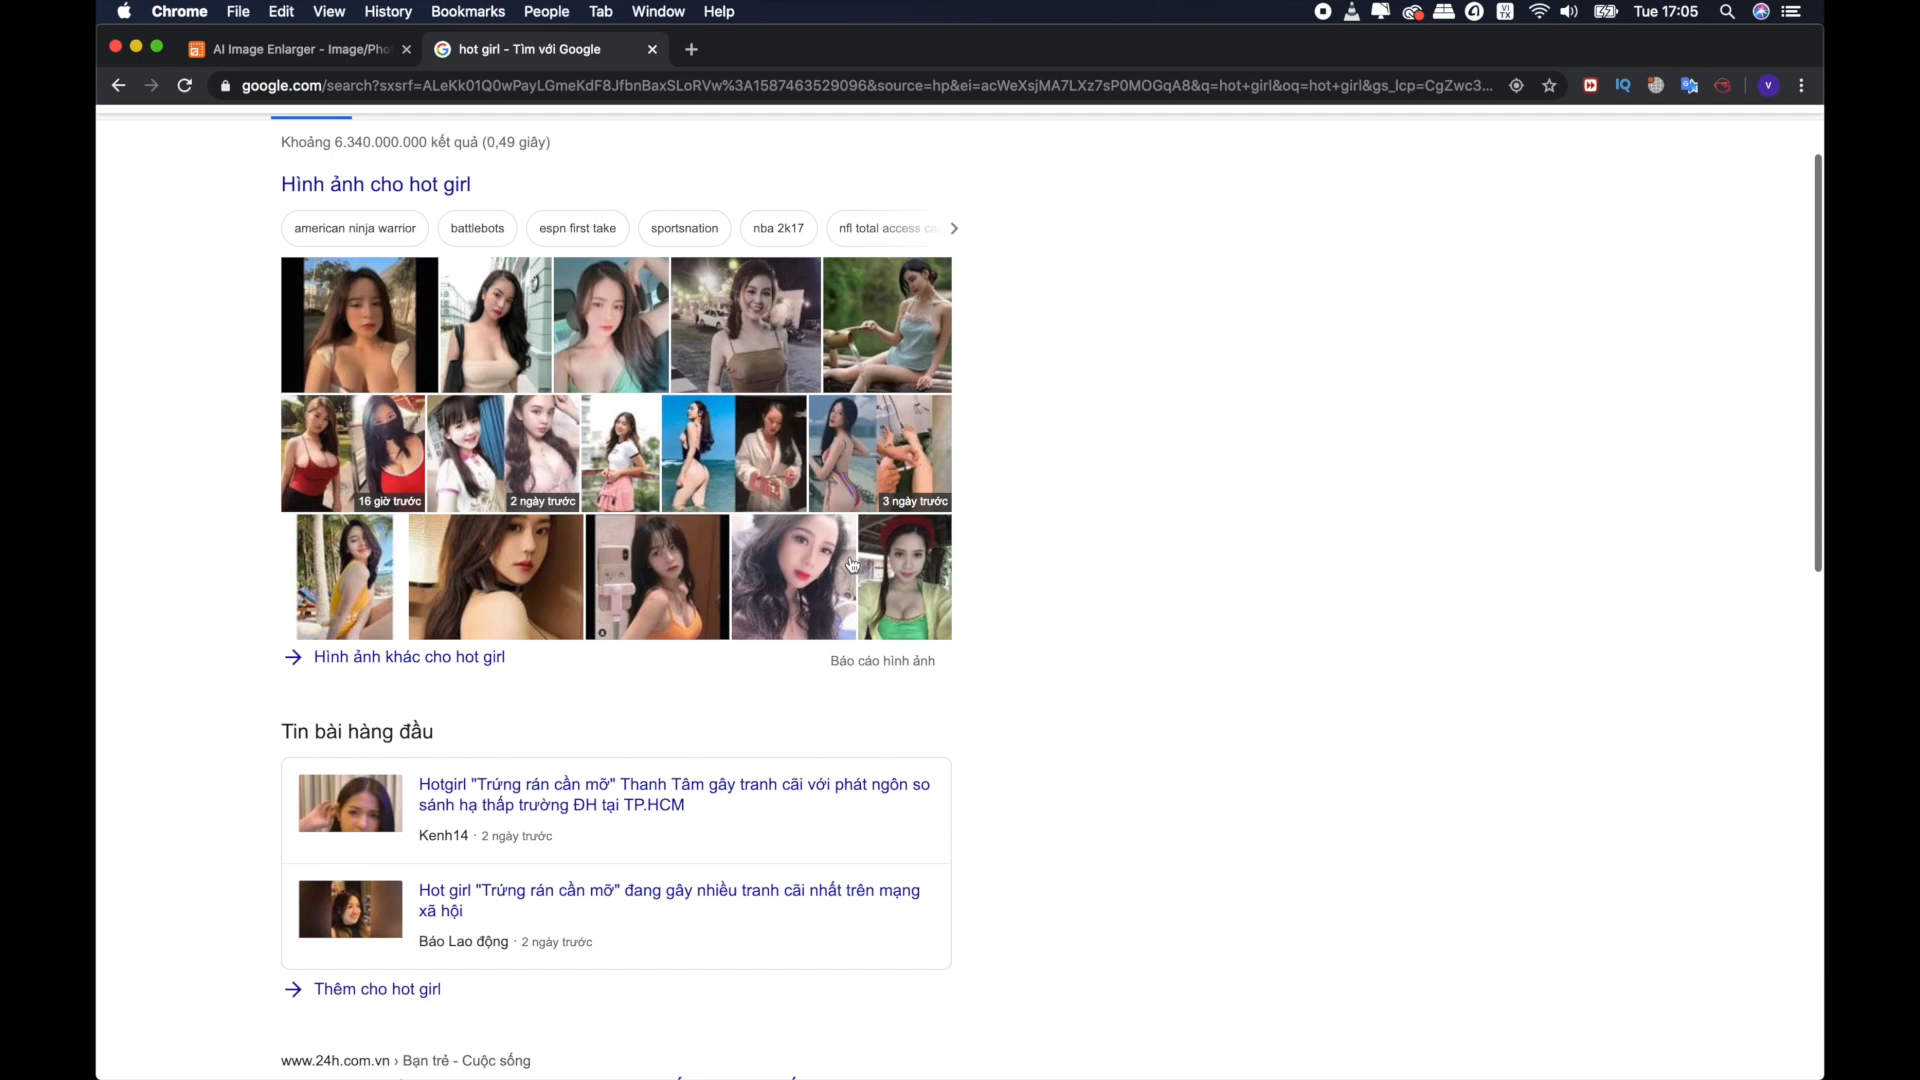 Chrome File Edit View History Bookmarks People Tab Window Help
VI
TX
Tue 17:05
AI Image Enlarger - Image/Pho
hot girl - Tìm với Google
google.com/search?sxsrf=ALeKk01Q0wPayLGmeKdF8JfbnBaxSLoRVw%3A1587463529096&source=hp&ei=acWeXsjMA7LXz7sP0MOGqA8&q=hot+girl&oq=hot+girl&gs_lcp=CgZwc3...
IQ
V
Khoảng 6.340.000.000 kết quả (0,49 giây)
Hình ảnh cho hot girl
american ninja warrior
battlebots
espn first take
sportsnation
nba 2k17
nfl total access ca
16 giờ trước
2 ngày trước
3 ngày trước
Hình ảnh khác cho hot girl
Báo cáo hình ảnh
Tin bài hàng đầu
Hotgirl "Trứng rán cần mỡ" Thanh Tâm gây tranh cãi với phát ngôn so
sánh hạ thấp trường ĐH tại TP.HCM
Kenh14 · 2 ngày trước
Hot girl "Trứng rán cần mỡ" đang gây nhiều tranh cãi nhất trên mạng
xã hội
Báo Lao động · 2 ngày trước
Thêm cho hot girl
www.24h.com.vn › Bạn trẻ - Cuộc sống